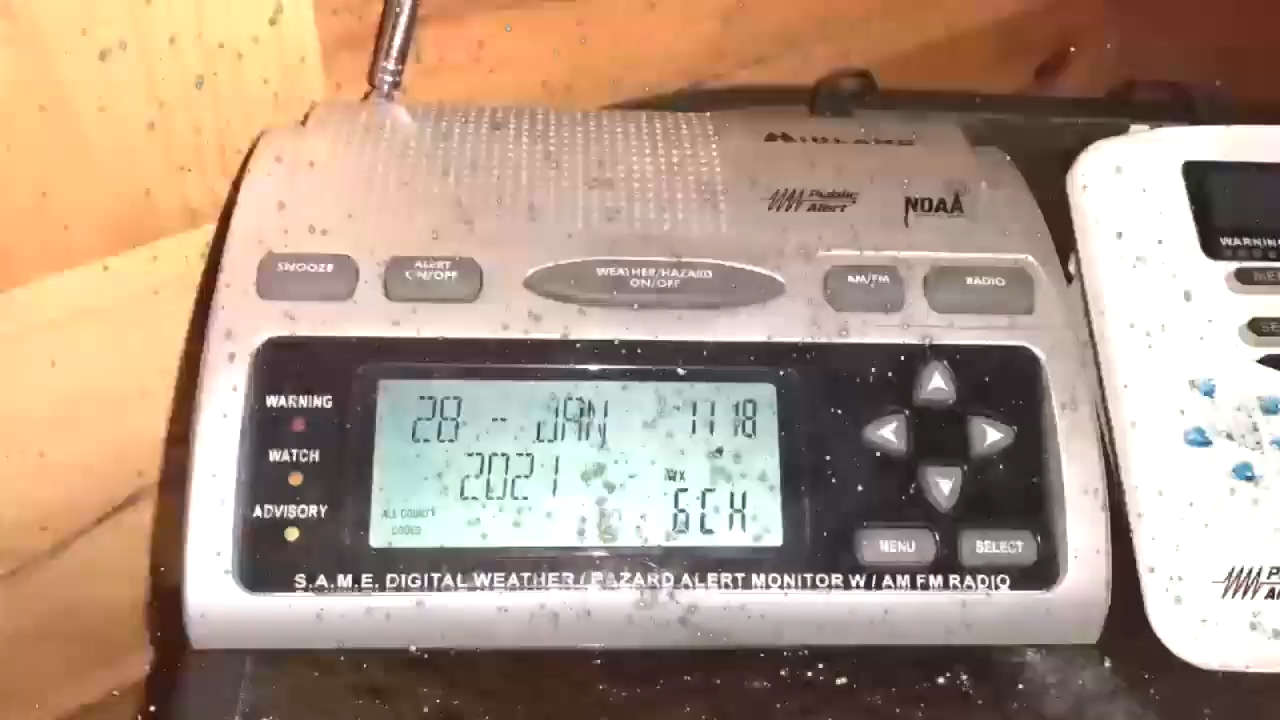 MIDLAND
Public
Alert
NOAA
SNOOZE
ALERT
ON/OFF
WEATHER/HAZARD
ON/OFF
AM/FM
RADIO
WARNING
WATCH
ADVISORY
28 - JAN 11 18
2021
WX
6CH
ALL COUNTY
CODES
MENU
SELECT
S.A.M.E. DIGITAL WEATHER / HAZARD ALERT MONITOR W / AM FM RADIO